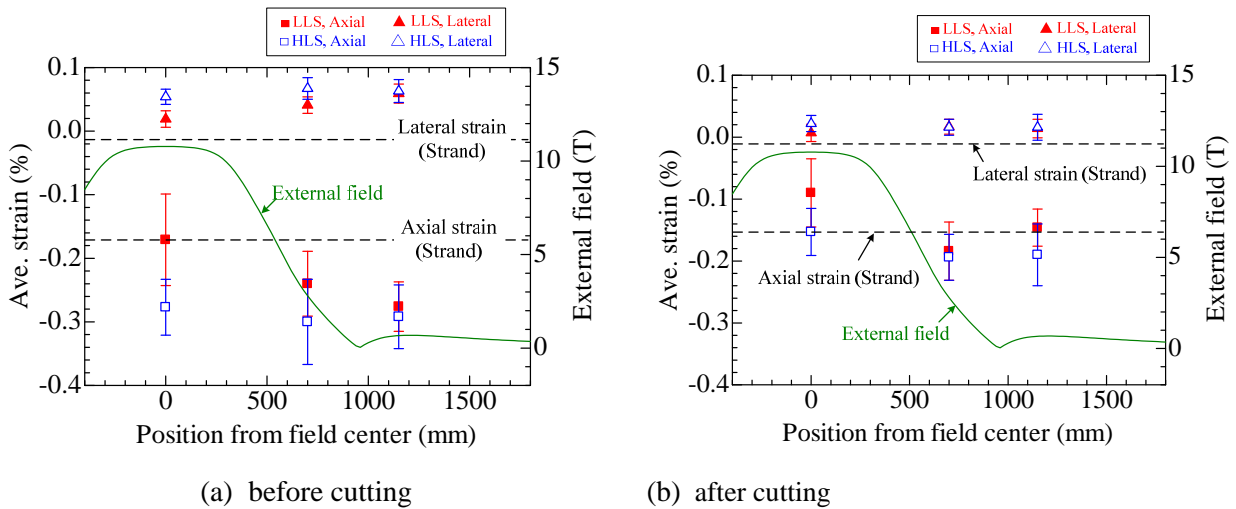 LLS, Axial LLS, Lateral
HLS, Axial HLS, Lateral
0.1
0.0
-0.1
-0.2
-0.3
-0.4
Ave. strain (%)
15
10
5
0
External field (T)
Lateral strain
(Strand)
External field
Axial strain
(Strand)
0 500 1000 1500
Position from field center (mm)
(a) before cutting
LLS, Axial LLS, Lateral
HLS, Axial HLS, Lateral
0.1
0.0
-0.1
-0.2
-0.3
-0.4
Ave. strain (%)
15
10
5
0
External field (T)
Lateral strain (Strand)
Axial strain (Strand)
External field
0 500 1000 1500
Position from field center (mm)
(b) after cutting